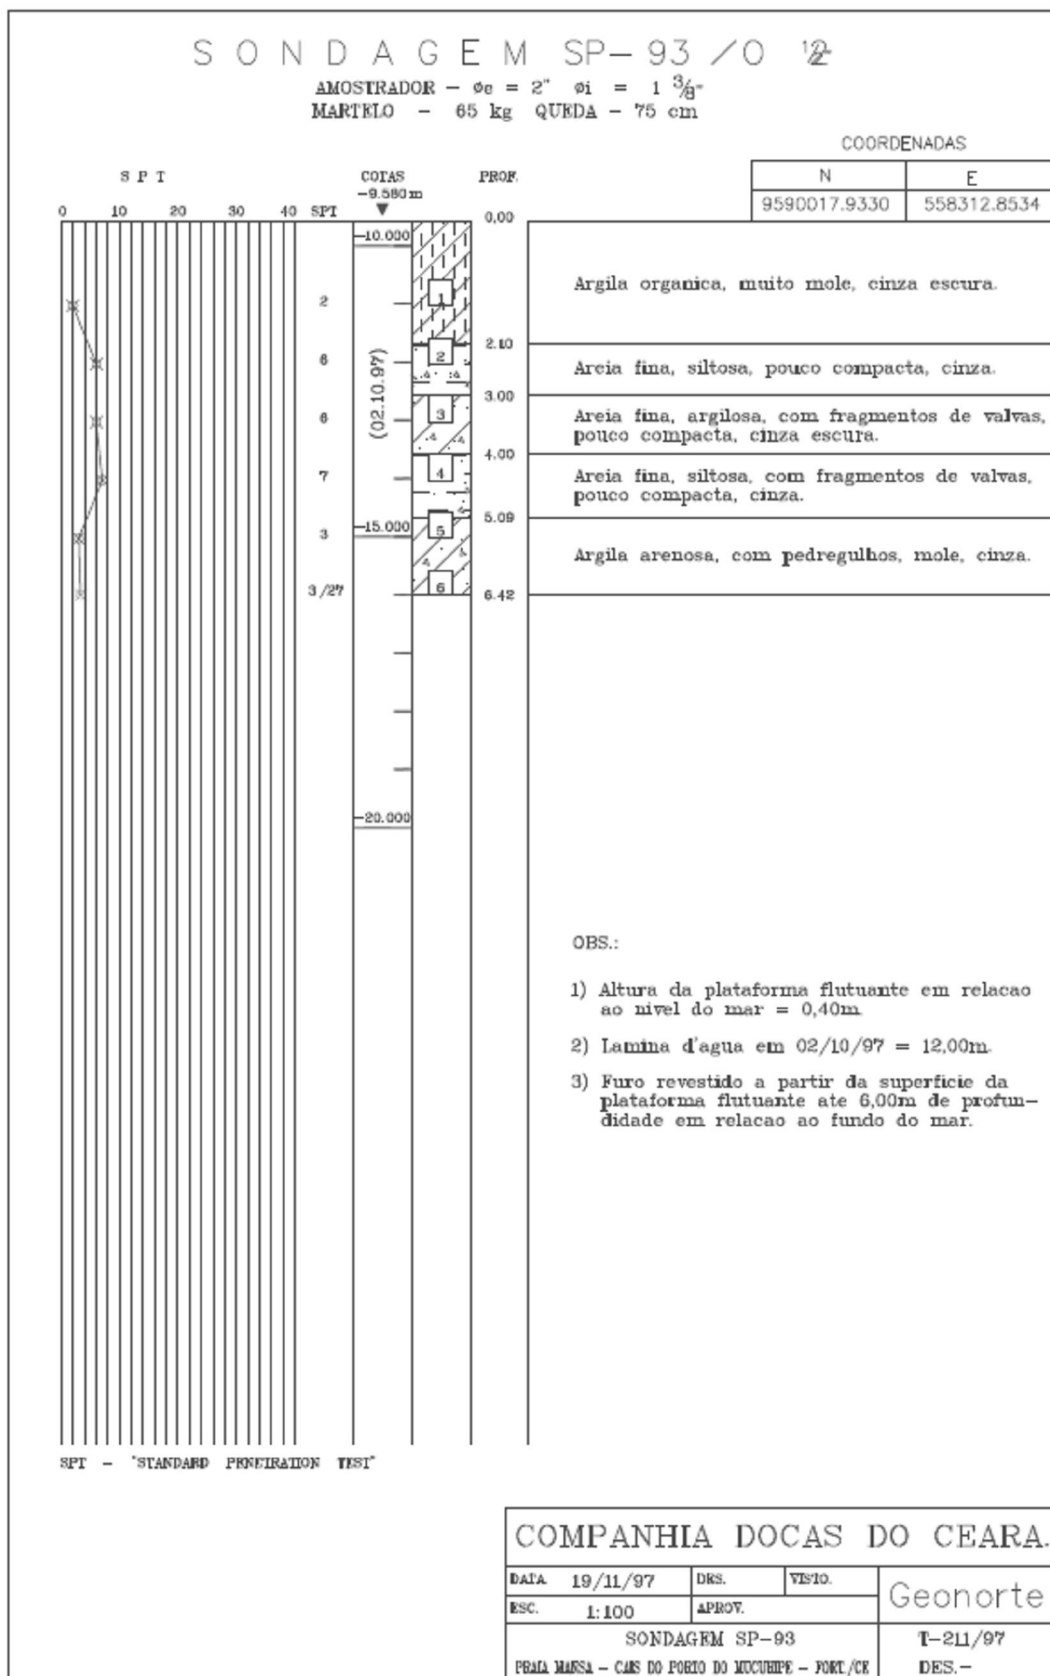 SONDAGEM SP-93 /0
AMOSTRADOR - øe = 2" øi = 1 3/8"
MARTELO - 65 kg QUEDA - 75 cm
COORDENADAS
N E
9590017.9330 558312.8534
S P T COTAS PROF.
-9.580 m
0 10 20 30 40 SPT 0,00
-10.000
Argila organica, muito mole, cinza escura.
2 1
2.10
6 2 Areia fina, siltosa, pouco compacta, cinza.
(02.10.97)
3.00
6 3 Areia fina, argilosa, com fragmentos de valvas,
pouco compacta, cinza escura.
4.00
7 4 Areia fina, siltosa, com fragmentos de valvas,
pouco compacta, cinza.
5.09
3 -15.000 5
Argila arenosa, com pedregulhos, mole, cinza.
3/27 6 6.42
-20.000
OBS.:
1) Altura da plataforma flutuante em relacao
ao nivel do mar = 0,40m.
2) Lamina d'agua em 02/10/97 = 12,00m.
3) Furo revestido a partir da superficie da
plataforma flutuante ate 6,00m de profun-
didade em relacao ao fundo do mar.
SPT - "STANDARD PENETRATION TEST"
COMPANHIA DOCAS DO CEARA.
DATA 19/11/97 DES. VISTO.
Geonorte
ESC. 1:100 APROV.
SONDAGEM SP-93 T-211/97
PRAIA MANSA - CAIS DO PORTO DO MUCURIPE - FORT./CE DES.-